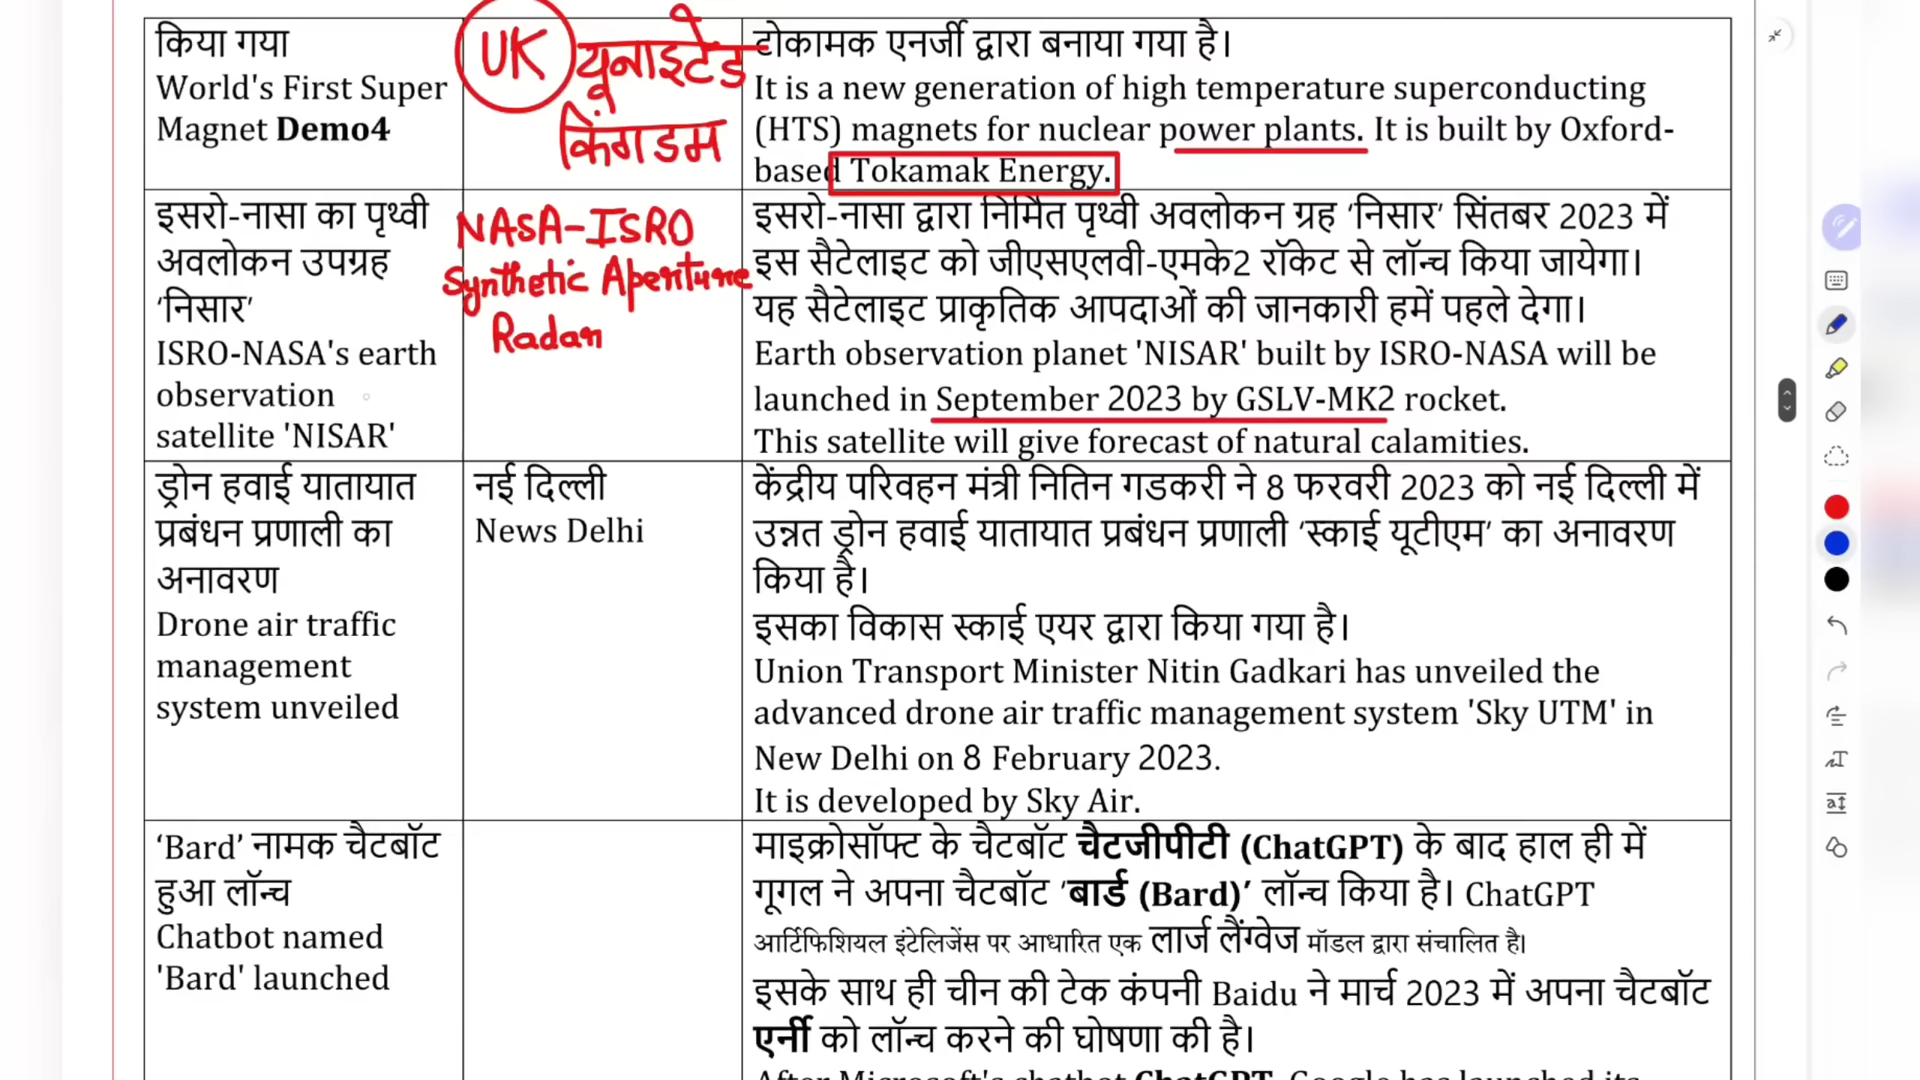 किया गया
World's First Super
Magnet Demo4
UK यूनाइटेड
किंगडम
टोकामक एनर्जी द्वारा बनाया गया है।
It is a new generation of high temperature superconducting
(HTS) magnets for nuclear power plants. It is built by Oxford-
based Tokamak Energy.
इसरो-नासा का पृथ्वी
अवलोकन उपग्रह
‘निसार’
ISRO-NASA's earth
observation
satellite 'NISAR'
NASA-ISRO
Synthetic Aperture
Radar
इसरो-नासा द्वारा निर्मित पृथ्वी अवलोकन ग्रह ‘निसार’ सिंतबर 2023 में
इस सैटेलाइट को जीएसएलवी-एमके2 रॉकेट से लॉन्च किया जायेगा।
यह सैटेलाइट प्राकृतिक आपदाओं की जानकारी हमें पहले देगा।
Earth observation planet 'NISAR' built by ISRO-NASA will be
launched in September 2023 by GSLV-MK2 rocket.
This satellite will give forecast of natural calamities.
ड्रोन हवाई यातायात
प्रबंधन प्रणाली का
अनावरण
Drone air traffic
management
system unveiled
नई दिल्ली
News Delhi
केंद्रीय परिवहन मंत्री नितिन गडकरी ने 8 फरवरी 2023 को नई दिल्ली में
उन्नत ड्रोन हवाई यातायात प्रबंधन प्रणाली ‘स्काई यूटीएम’ का अनावरण
किया है।
इसका विकास स्काई एयर द्वारा किया गया है।
Union Transport Minister Nitin Gadkari has unveiled the
advanced drone air traffic management system 'Sky UTM' in
New Delhi on 8 February 2023.
It is developed by Sky Air.
‘Bard’ नामक चैटबॉट
हुआ लॉन्च
Chatbot named
'Bard' launched
माइक्रोसॉफ्ट के चैटबॉट चैटजीपीटी (ChatGPT) के बाद हाल ही में
गूगल ने अपना चैटबॉट ‘बार्ड (Bard)’ लॉन्च किया है। ChatGPT
आर्टिफिशियल इंटेलिजेंस पर आधारित एक लार्ज लैंग्वेज मॉडल द्वारा संचालित है।
इसके साथ ही चीन की टेक कंपनी Baidu ने मार्च 2023 में अपना चैटबॉट
एर्नी को लॉन्च करने की घोषणा की है।
After Microsoft's chatbot ChatGPT, Google has launched its